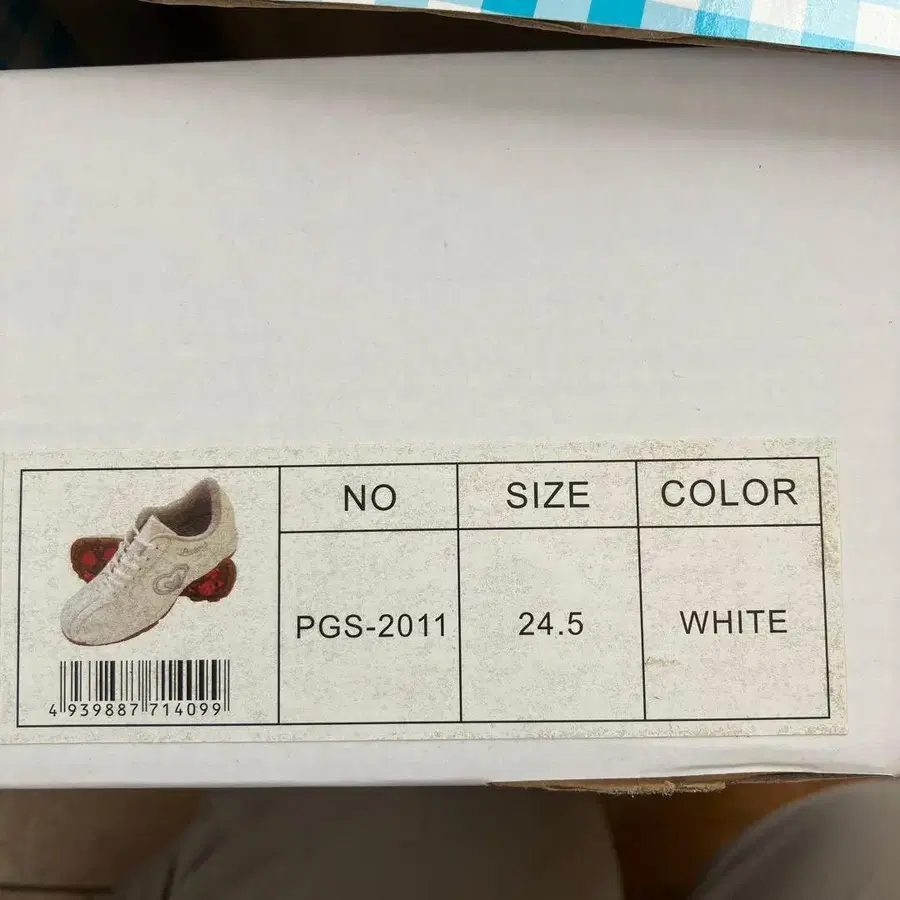 NO SIZE COLOR
PGS-2011 24.5 WHITE
4 939887 714099